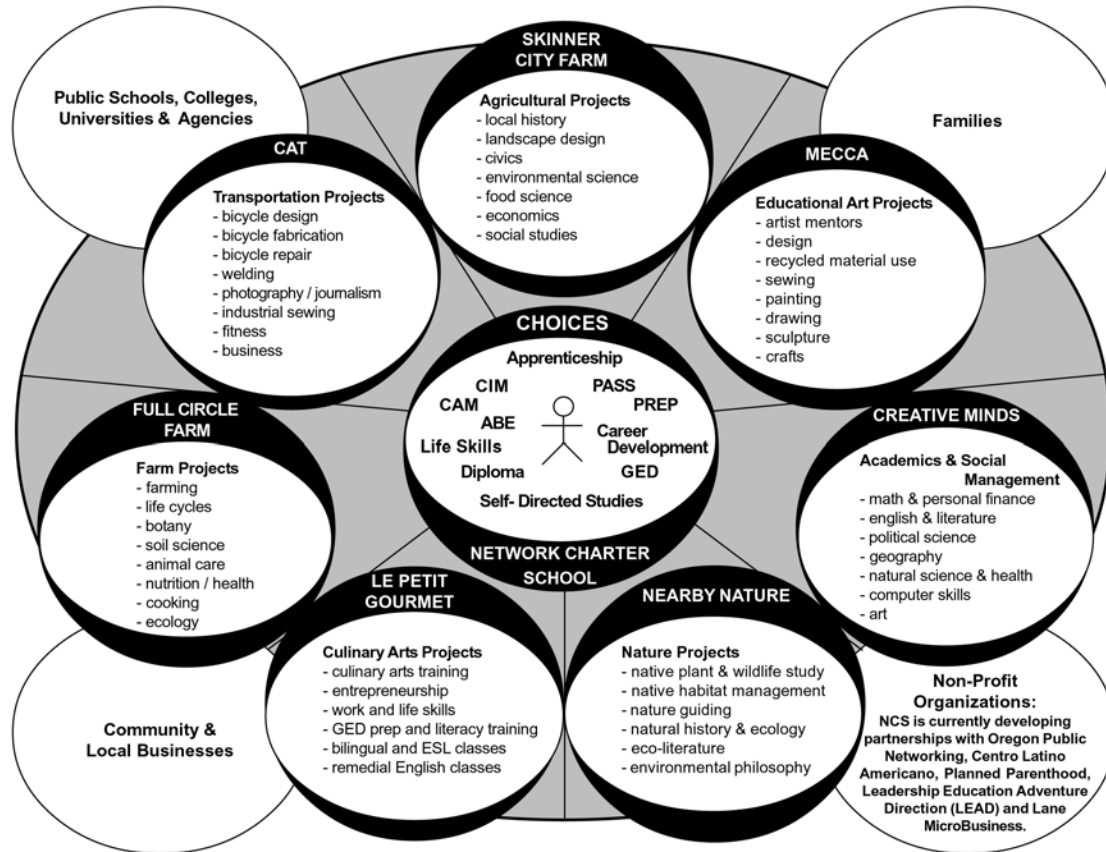 SKINNER
CITY FARM
Agricultural Projects
- local history
- landscape design
- civics
- environmental science
- food science
- economics
- social studies
Public Schools, Colleges,
Universities & Agencies
Families
CAT
Transportation Projects
- bicycle design
- bicycle fabrication
- bicycle repair
- welding
- photography / journalism
- industrial sewing
- fitness
- business
MECCA
Educational Art Projects
- artist mentors
- design
- recycled material use
- sewing
- painting
- drawing
- sculpture
- crafts
CHOICES
Apprenticeship
CIM
PASS
CAM
PREP
ABE
Career
Development
Life Skills
Diploma
GED
Self- Directed Studies
NETWORK CHARTER
SCHOOL
FULL CIRCLE
FARM
Farm Projects
- farming
- life cycles
- botany
- soil science
- animal care
- nutrition / health
- cooking
- ecology
CREATIVE MINDS
Academics & Social
Management
- math & personal finance
- english & literature
- political science
- geography
- natural science & health
- computer skills
- art
LE PETIT
GOURMET
Culinary Arts Projects
- culinary arts training
- entrepreneurship
- work and life skills
- GED prep and literacy training
- bilingual and ESL classes
- remedial English classes
NEARBY NATURE
Nature Projects
- native plant & wildlife study
- native habitat management
- nature guiding
- natural history & ecology
- eco-literature
- environmental philosophy
Community &
Local Businesses
Non-Profit
Organizations:
NCS is currently developing
partnerships with Oregon Public
Networking, Centro Latino
Americano, Planned Parenthood,
Leadership Education Adventure
Direction (LEAD) and Lane
MicroBusiness.